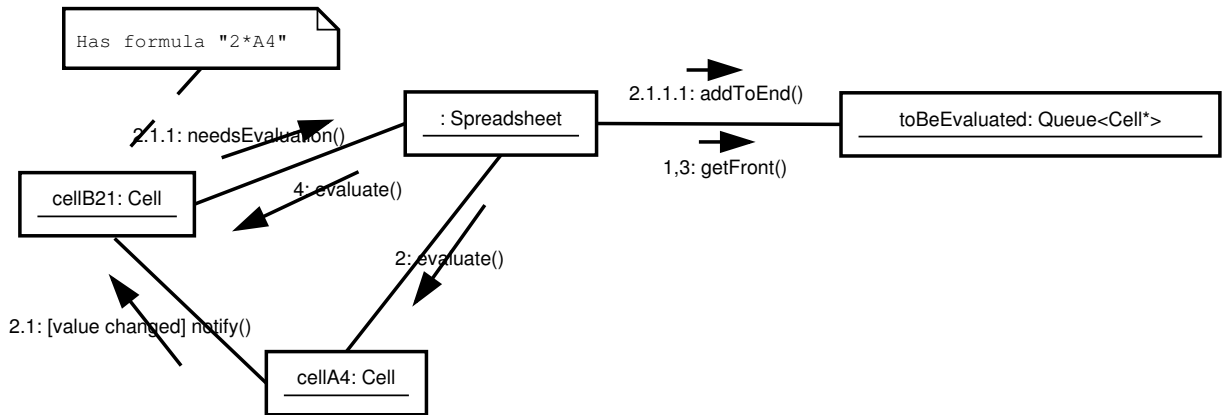 Has formula "2*A4"
2.1.1.1: addToEnd()
: Spreadsheet
toBeEvaluated: Queue<Cell*>
2.1.1: needsEvaluation()
1,3: getFront()
4: evaluate()
cellB21: Cell
2: evaluate()
2.1: [value changed] notify()
cellA4: Cell